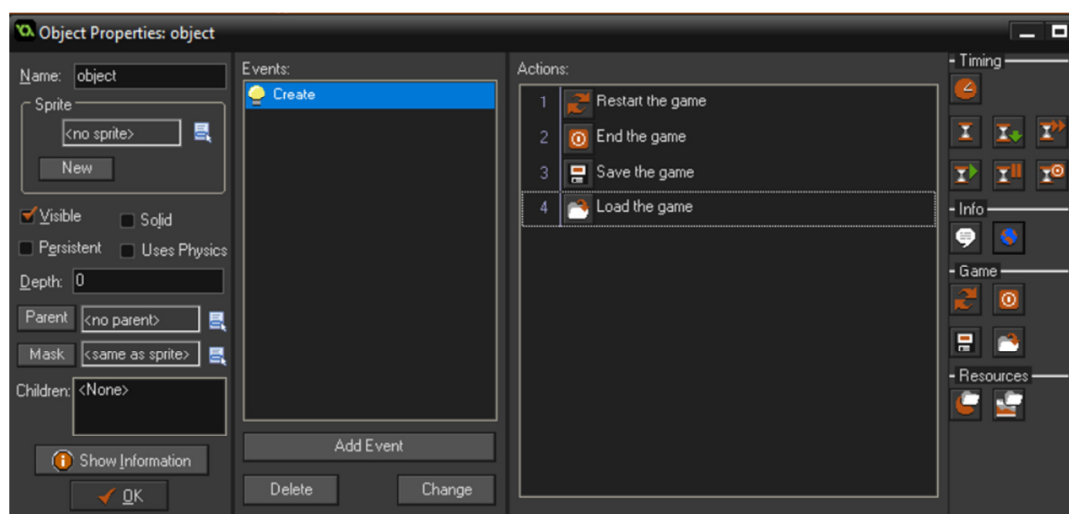 Object Properties: object
Name: object
Sprite
<no sprite>
New
Visible
Solid
Persistent
Uses Physics
Depth: 0
Parent <no parent>
Mask <same as sprite>
Children: <None>
Show Information
OK
Events:
Create
Add Event
Delete
Change
Actions:
1 Restart the game
2 End the game
3 Save the game
4 Load the game
Timing
Info
Game
Resources